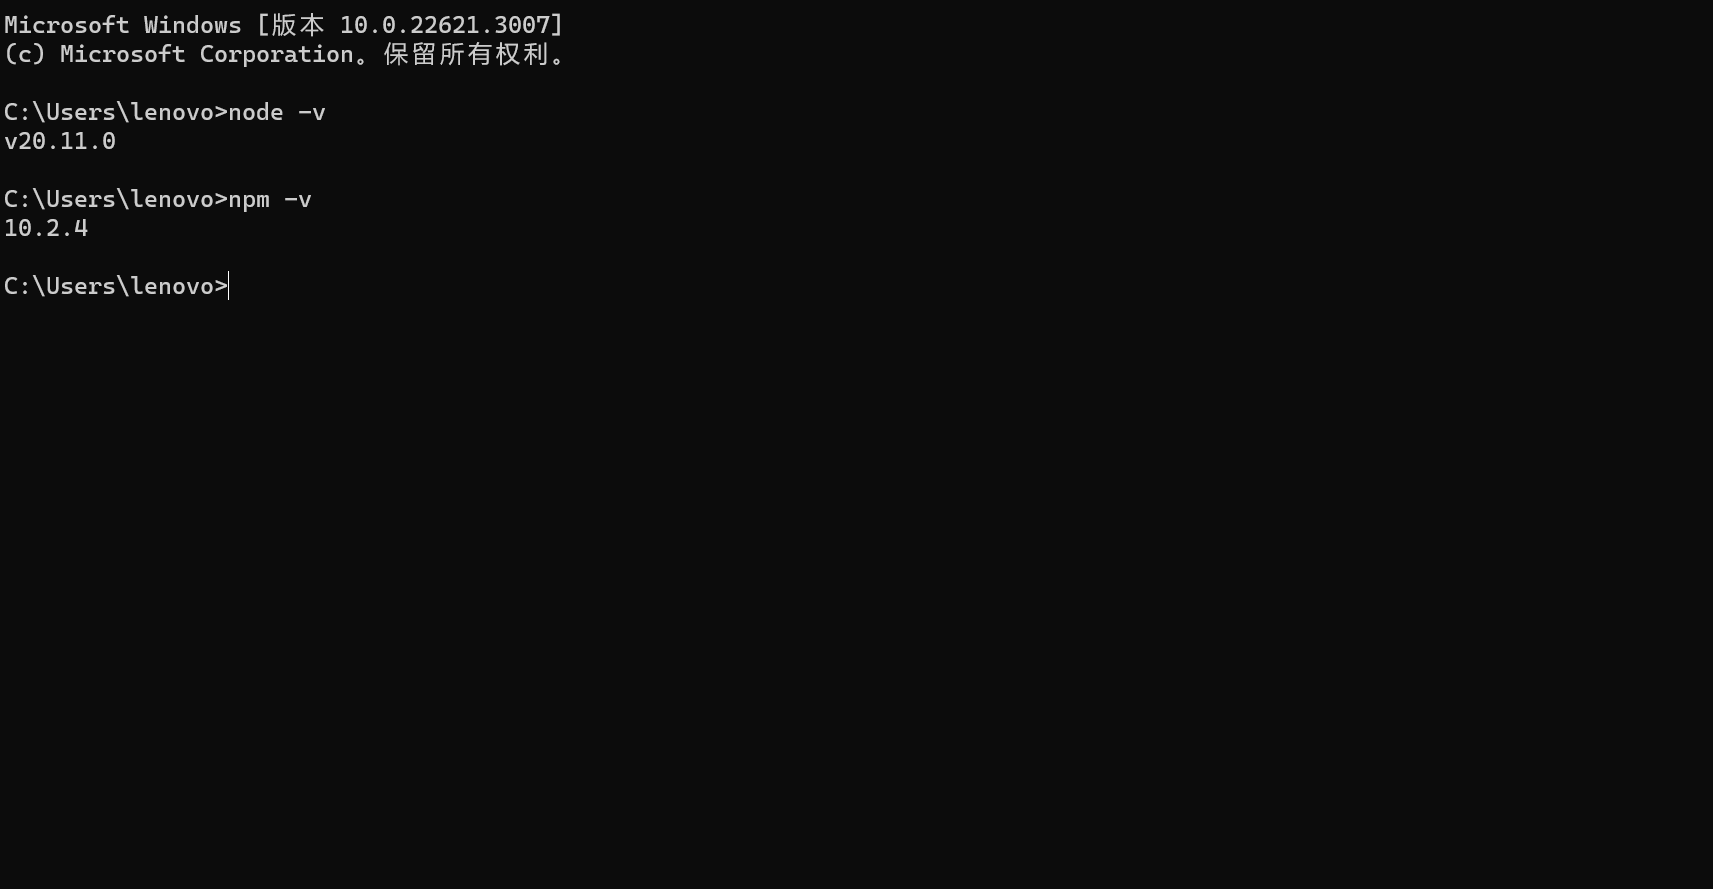 Microsoft Windows [版本 10.0.22621.3007]
(c) Microsoft Corporation。保留所有权利。
C:\Users\lenovo>node -v
v20.11.0
C:\Users\lenovo>npm -v
10.2.4
C:\Users\lenovo>